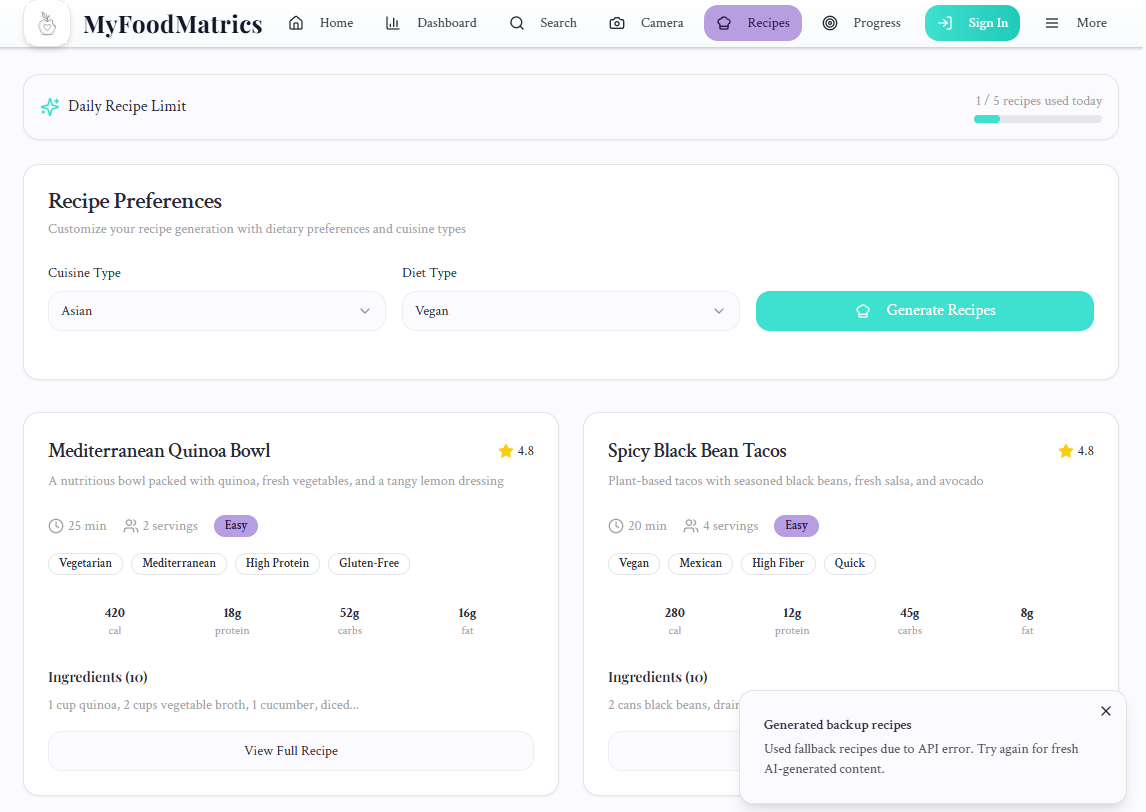 MyFoodMatrics
Home
Dashboard
Search
Camera
Recipes
Progress
Sign In
More
Daily Recipe Limit
1 / 5 recipes used today
Recipe Preferences
Customize your recipe generation with dietary preferences and cuisine types
Cuisine Type
Diet Type
Asian
Vegan
Generate Recipes
Mediterranean Quinoa Bowl
4.8
A nutritious bowl packed with quinoa, fresh vegetables, and a tangy lemon dressing
25 min
2 servings
Easy
Vegetarian
Mediterranean
High Protein
Gluten-Free
420
18g
52g
16g
cal
protein
carbs
fat
Ingredients (10)
1 cup quinoa, 2 cups vegetable broth, 1 cucumber, diced...
View Full Recipe
Spicy Black Bean Tacos
4.8
Plant-based tacos with seasoned black beans, fresh salsa, and avocado
20 min
4 servings
Easy
Vegan
Mexican
High Fiber
Quick
280
12g
45g
8g
cal
protein
carbs
fat
Ingredients (10)
2 cans black beans,
Generated backup recipes
Used fallback recipes due to API error. Try again for fresh
AI-generated content.